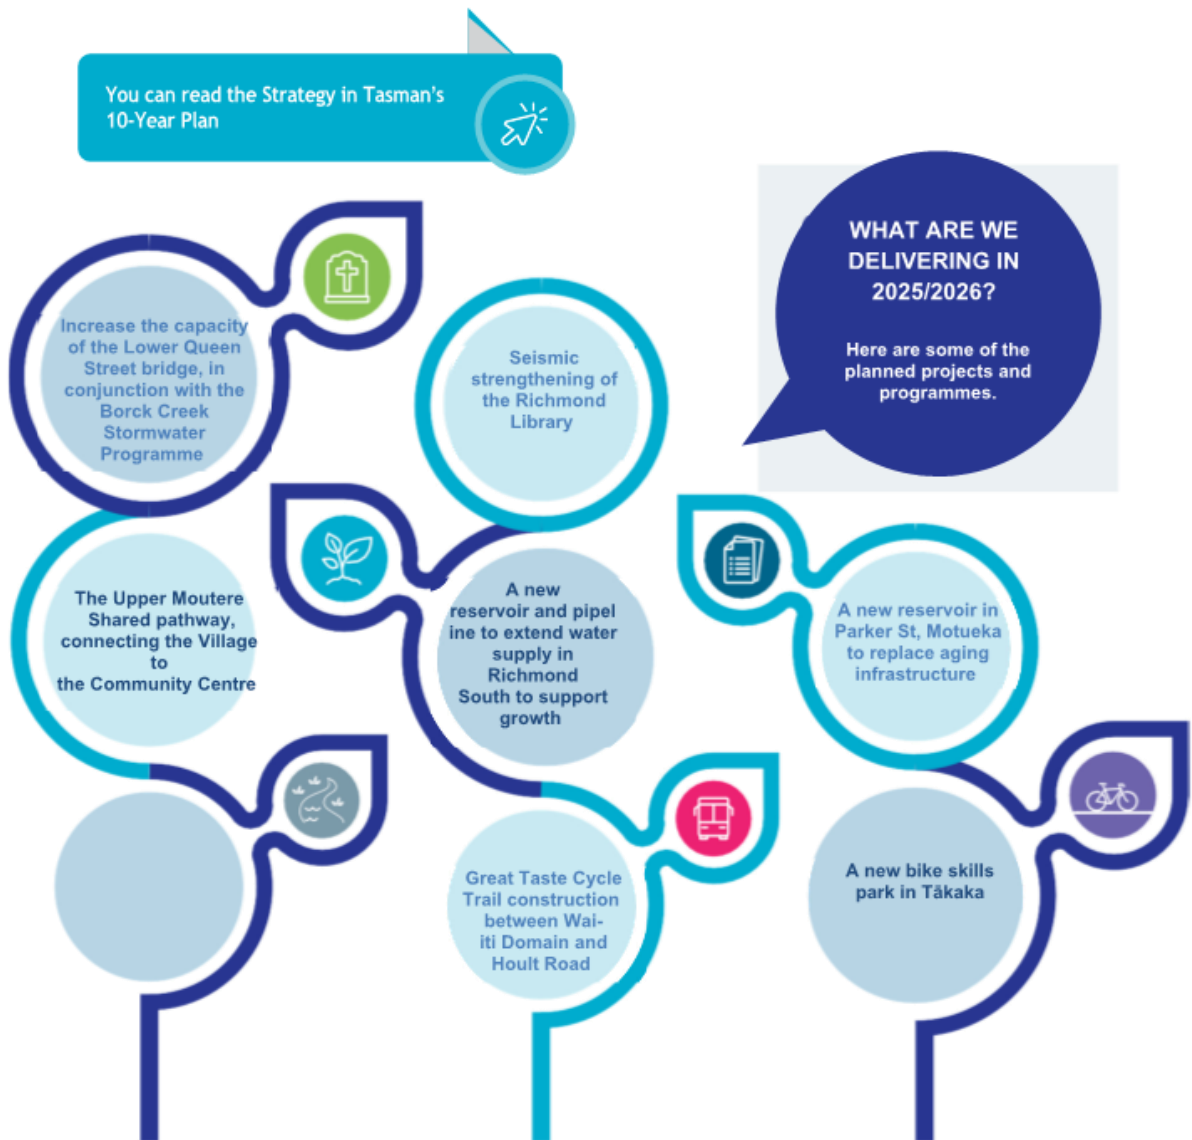 You can read the Strategy in Tasman's
10-Year Plan
WHAT ARE WE
DELIVERING IN
2025/2026?
Here are some of the
planned projects and
programmes.
Increase the capacity
of the Lower Queen
Street bridge, in
conjunction with the
Borck Creek
Stormwater
Programme
Seismic
strengthening of
the Richmond
Library
The Upper Moutere
Shared pathway,
connecting the Village
to
the Community Centre
A new
reservoir and pipel
ine to extend water
supply in
Richmond
South to support
growth
A new reservoir in
Parker St, Motueka
to replace aging
infrastructure
Great Taste Cycle
Trail construction
between Wai-
iti Domain and
Hoult Road
A new bike skills
park in Tākaka